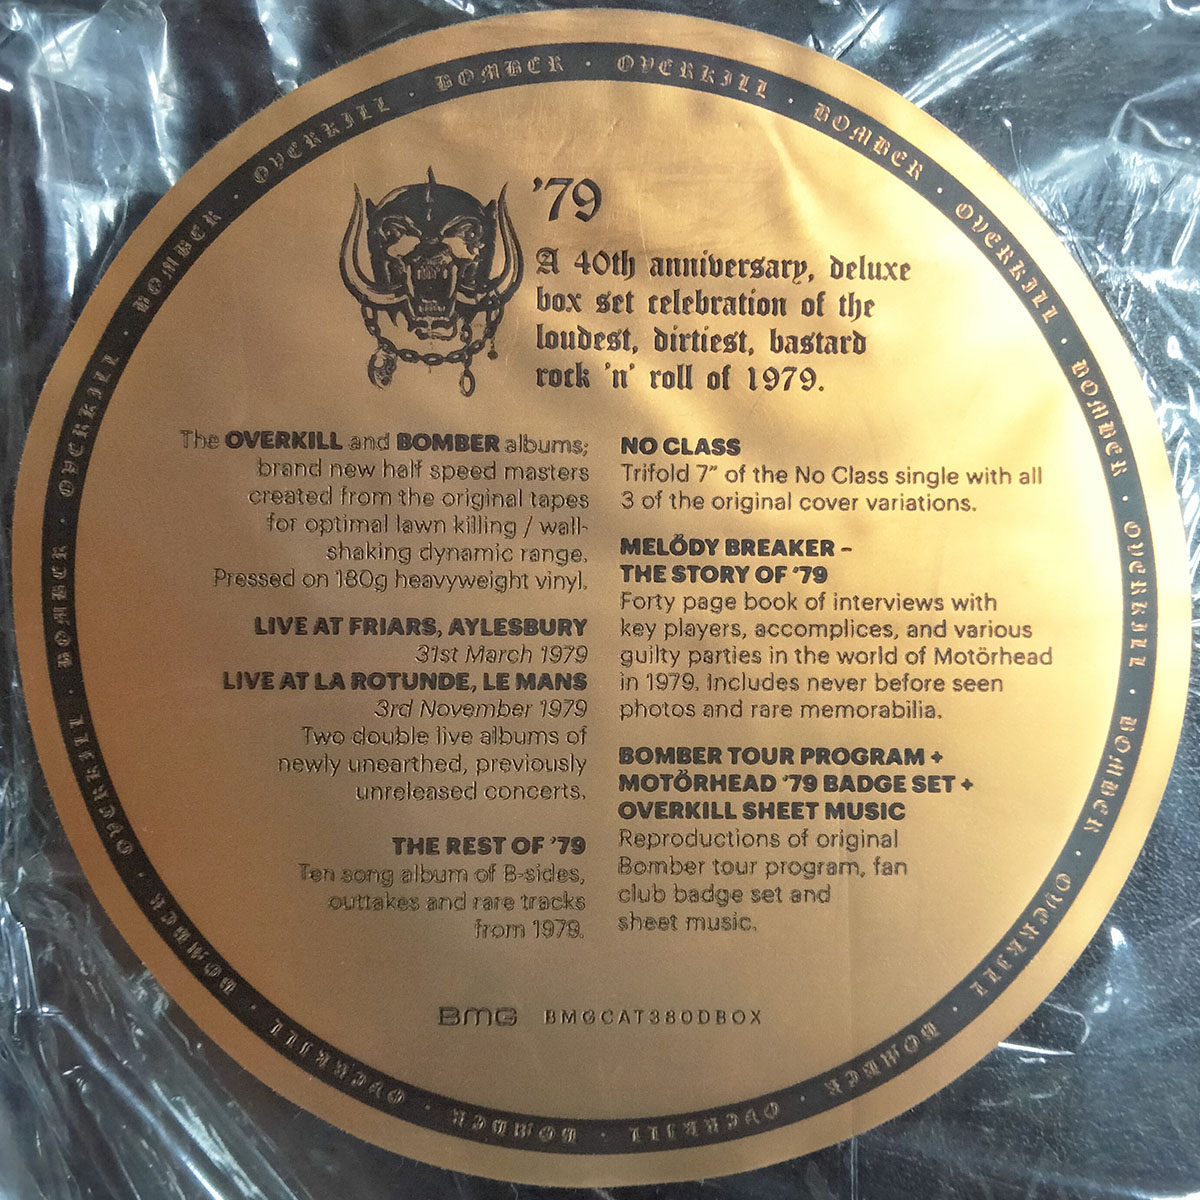 BOMBER · OVERKILL · BOMBER · OVERKILL · BOMBER · OVERKILL · BOMBER · OVERKILL · BOMBER · OVERKILL · BOMBER · OVERKILL · BOMBER · OVERKILL · BOMBER · OVERKILL · BOMBER · OVERKILL ·
'79
A 40th anniversary, deluxe
box set celebration of the
loudest, dirtiest, bastard
rock 'n' roll of 1979.
The OVERKILL and BOMBER albums;
brand new half speed masters
created from the original tapes
for optimal lawn killing / wall-
shaking dynamic range.
Pressed on 180g heavyweight vinyl.
LIVE AT FRIARS, AYLESBURY
31st March 1979
LIVE AT LA ROTUNDE, LE MANS
3rd November 1979
Two double live albums of
newly unearthed, previously
unreleased concerts.
THE REST OF '79
Ten song album of B-sides,
outtakes and rare tracks
from 1979.
NO CLASS
Trifold 7" of the No Class single with all
3 of the original cover variations.
MELŐDY BREAKER –
THE STORY OF '79
Forty page book of interviews with
key players, accomplices, and various
guilty parties in the world of Motörhead
in 1979. Includes never before seen
photos and rare memorabilia.
BOMBER TOUR PROGRAM +
MOTÖRHEAD '79 BADGE SET +
OVERKILL SHEET MUSIC
Reproductions of original
Bomber tour program, fan
club badge set and
sheet music.
BMG BMGCAT380DBOX